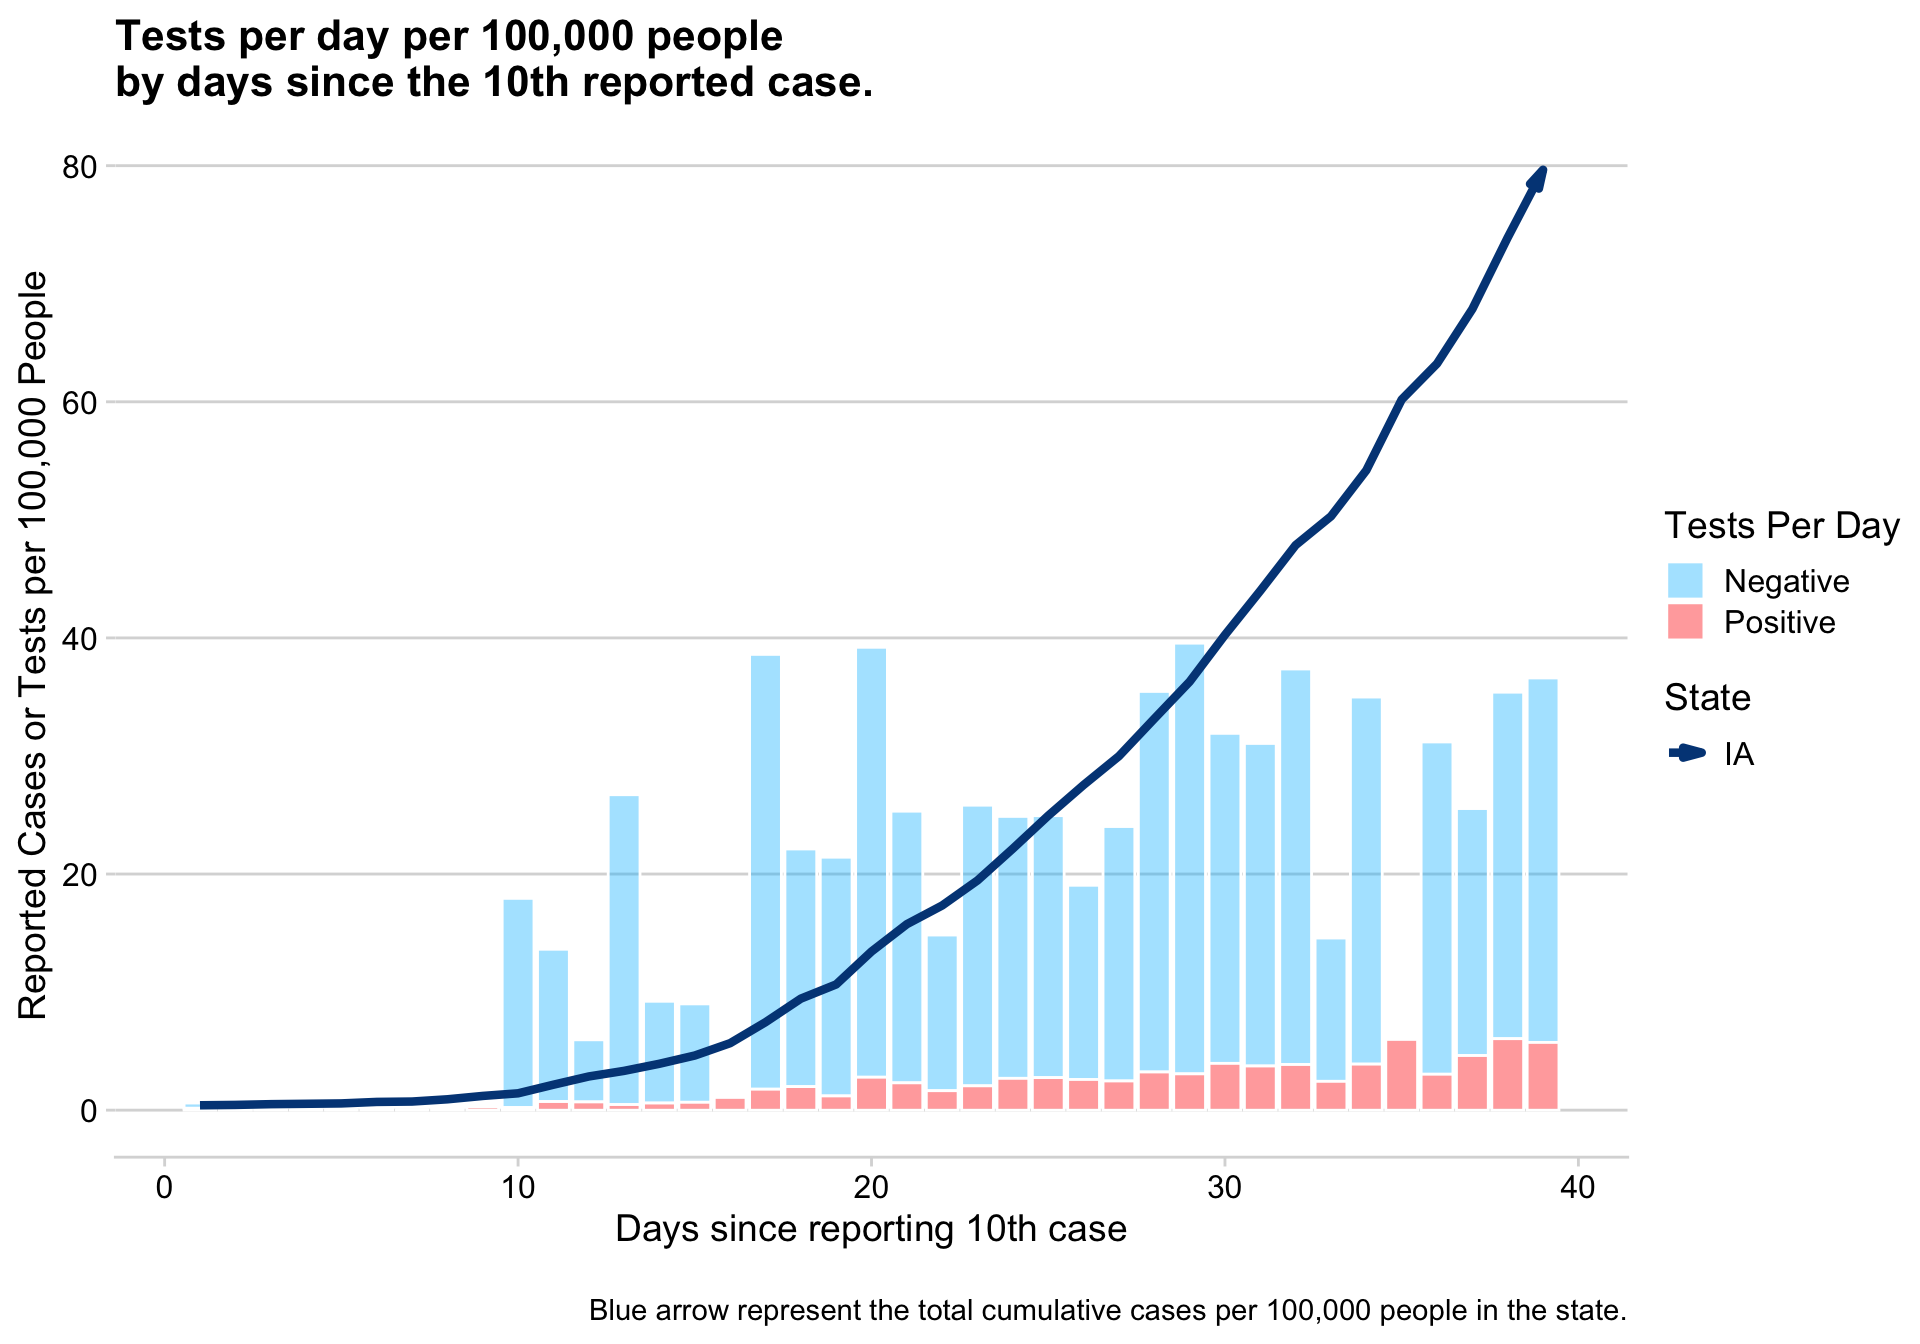 Tests per day per 100,000 people
by days since the 10th reported case.
Reported Cases or Tests per 100,000 People
80
60
40
20
0
0 10 20 30 40
Days since reporting 10th case
Tests Per Day
Negative
Positive
State
IA
Blue arrow represent the total cumulative cases per 100,000 people in the state.